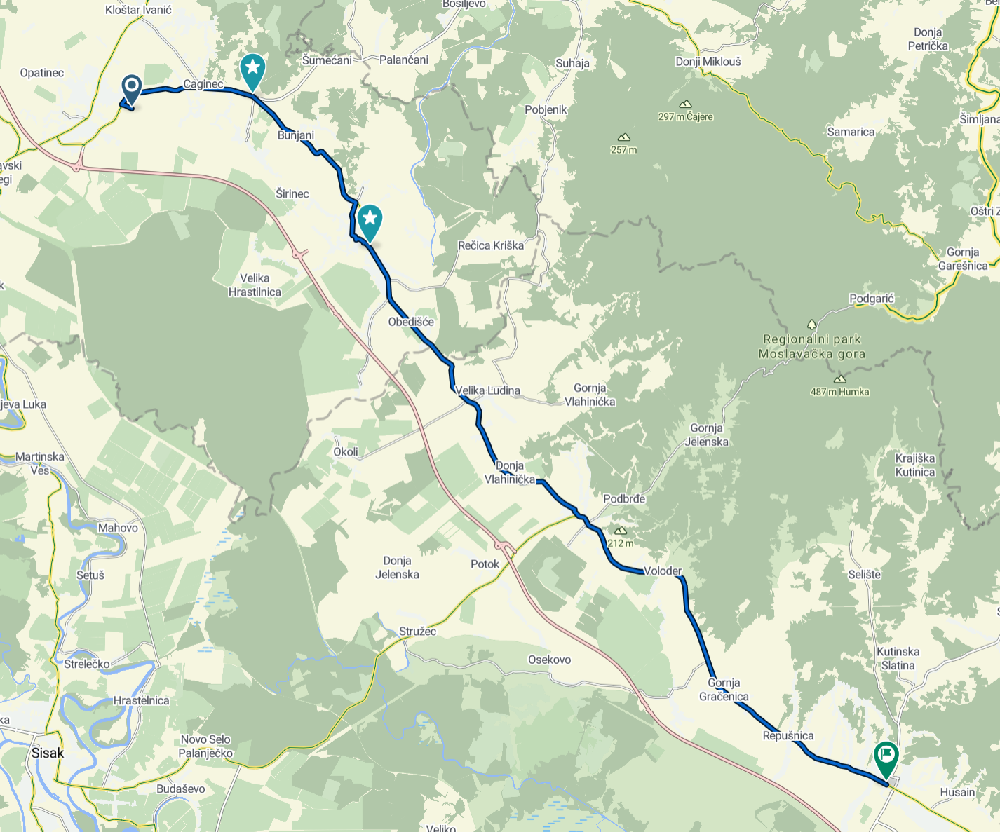 Kloštar Ivanić
Bosiljevo
Donja
Petrička
Opatinec
Šumećani
Palančani
Suhaja
Donji Miklouš
Caginec
Pobjenik
297 m Čajere
Šimljana
Samarica
Bunjani
257 m
avski
egi
Širinec
Oštri Z
Rečica Kriška
Gornja
Garešnica
Velika
Hrastilnica
k
Podgarić
Obedišće
Regionalni park
Moslavačka gora
Velika Ludina
Gornja
Vlahinička
487 m Humka
jeva Luka
Gornja
Jelenska
Okoli
Martinska
Ves
Krajiška
Kutinica
Donja
Vlahinička
Podbrđe
Mahovo
212 m
Donja
Jelenska
Potok
Setuš
Voloder
Selište
Stružec
Strelečko
Osekovo
Kutinska
Slatina
Gornja
Gračenica
Hrastelnica
ka
Novo Selo
Palanječko
Repušnica
Sisak
Budaševo
Husain
Veliko